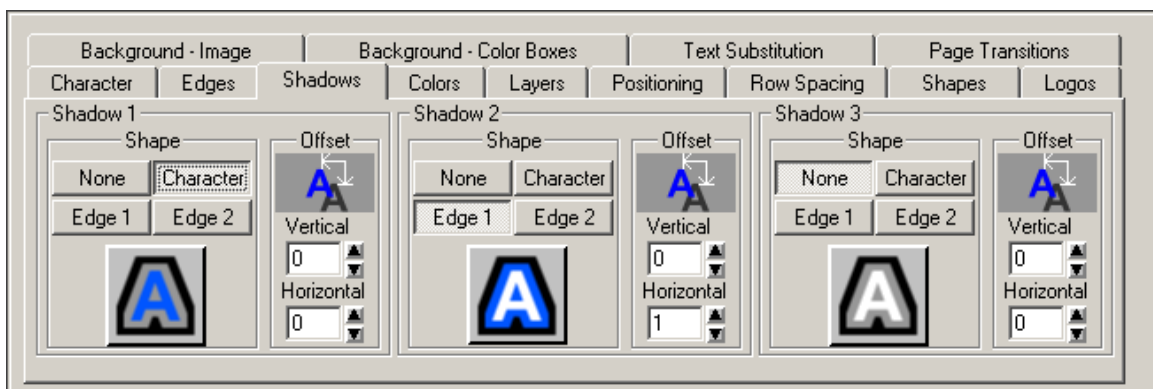 Background - Image Background - Color Boxes Text Substitution Page Transitions
Character Edges Shadows Colors Layers Positioning Row Spacing Shapes Logos
Shadow 1 Shadow 2 Shadow 3
Shape Offset Shape Offset Shape Offset
None Character None Character None Character
Edge 1 Edge 2 Edge 1 Edge 2 Edge 1 Edge 2
Vertical Vertical Vertical
0 0 0
Horizontal Horizontal Horizontal
0 1 0